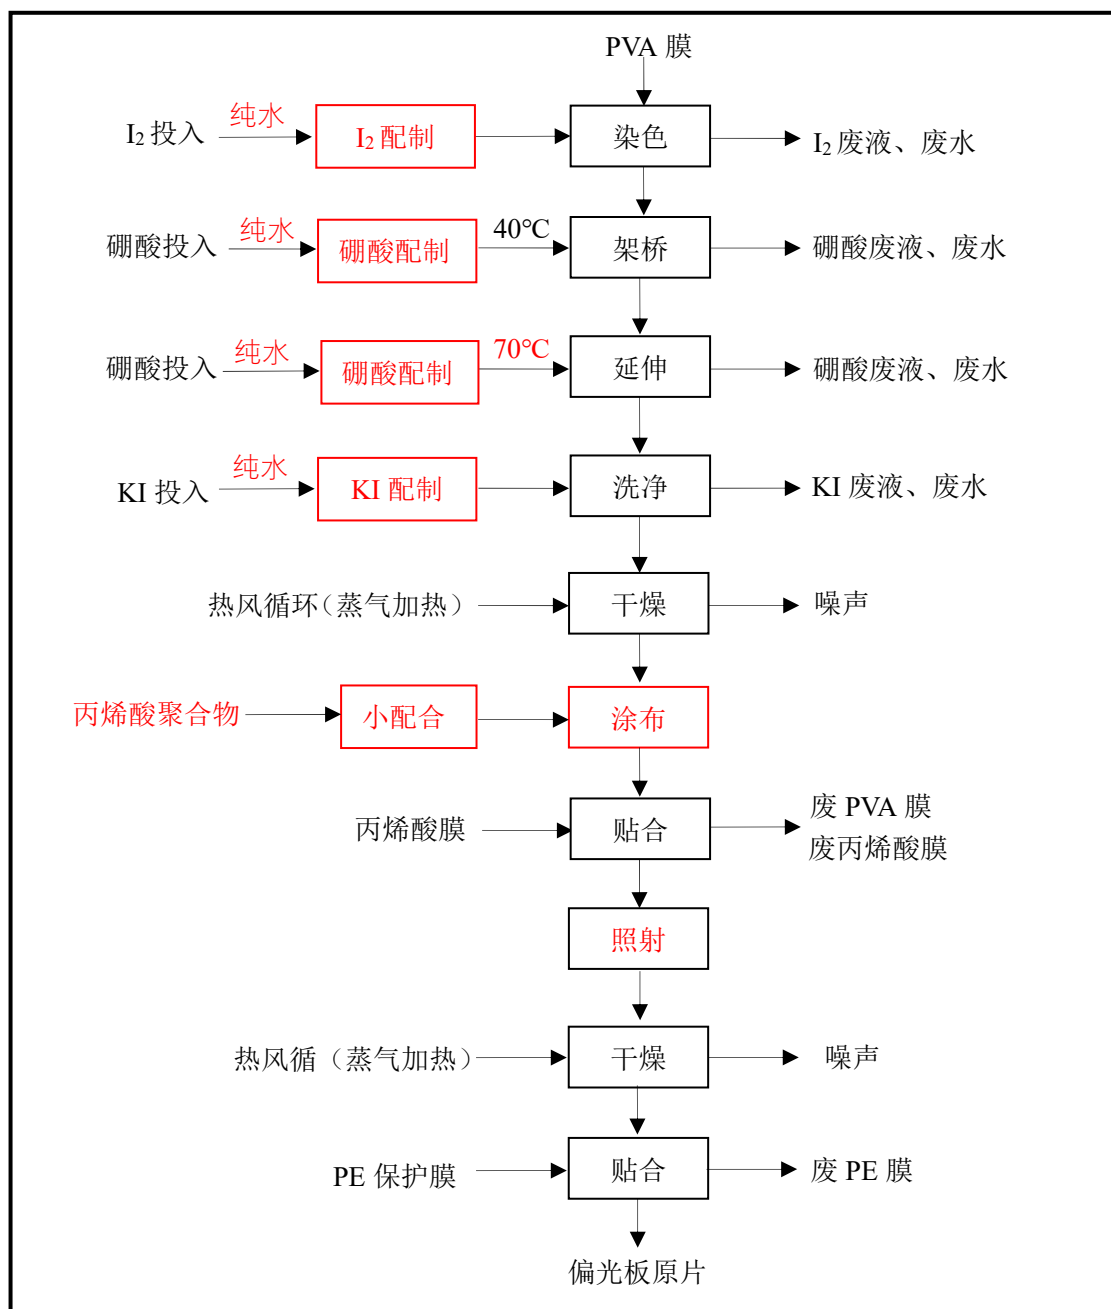 PVA 膜
I2 投入 纯水 I2 配制 染色 I2 废液、废水
硼酸投入 纯水 硼酸配制 40℃ 架桥 硼酸废液、废水
硼酸投入 纯水 硼酸配制 70℃ 延伸 硼酸废液、废水
KI 投入 纯水 KI 配制 洗净 KI 废液、废水
热风循环（蒸气加热） 干燥 噪声
丙烯酸聚合物 小配合 涂布
丙烯酸膜 贴合 废 PVA 膜
废丙烯酸膜
照射
热风循（蒸气加热） 干燥 噪声
PE 保护膜 贴合 废 PE 膜
偏光板原片